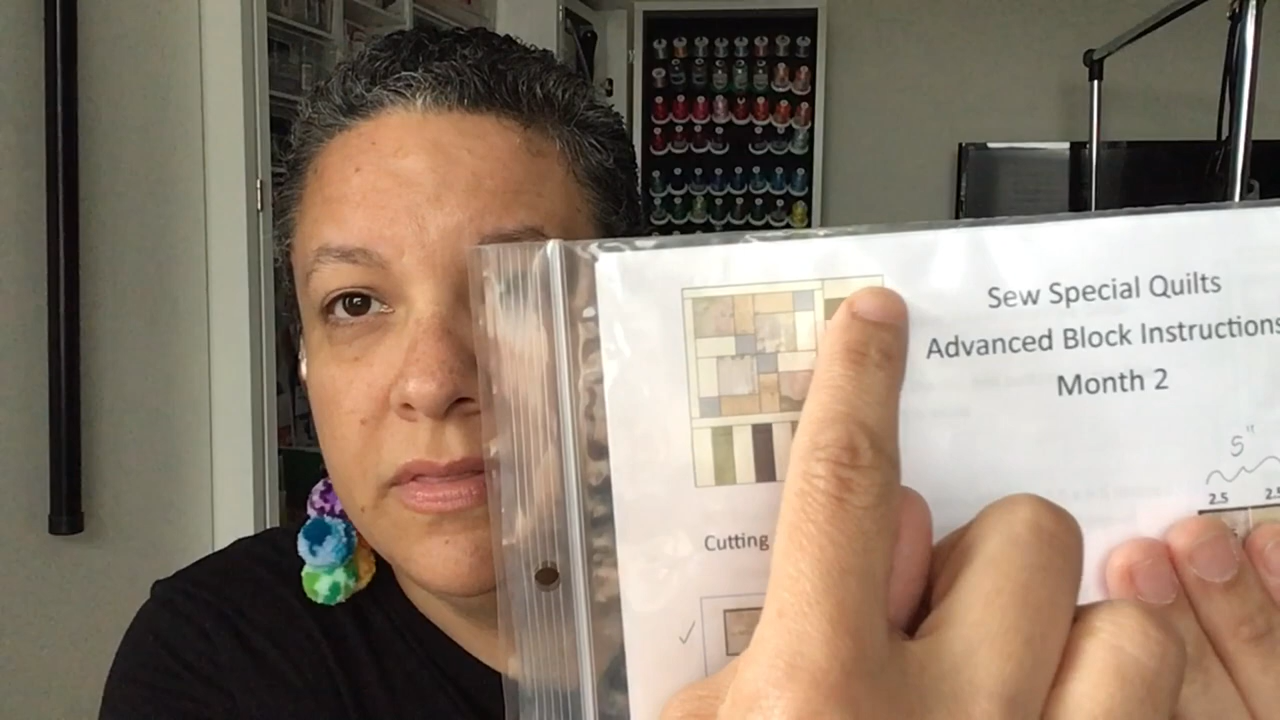 Sew Special Quilts
Advanced Block Instructions
Month 2
5"
2.5
Cutting